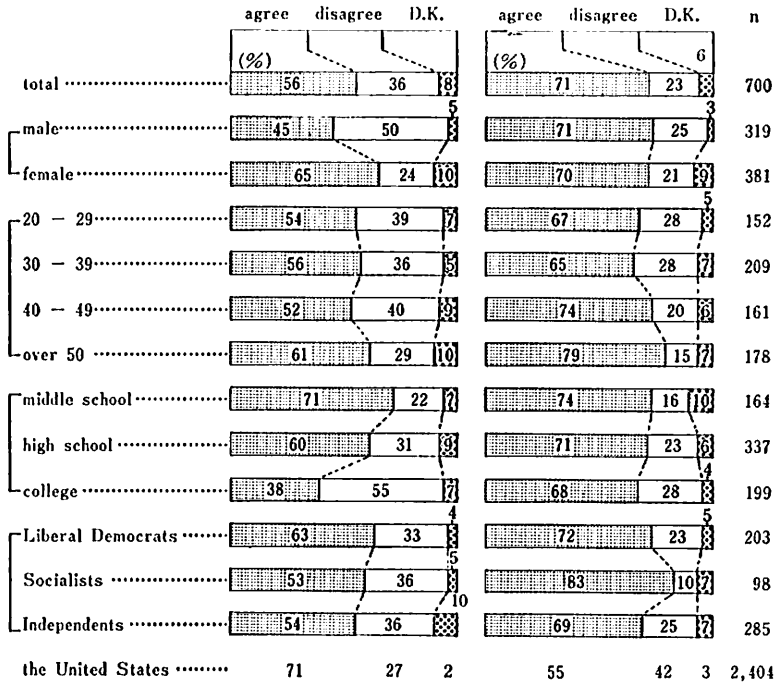 agree disagree D.K. agree disagree D.K. n
(%) (%) 6
total 56 36 8 71 23 700
5 3
male 45 50 71 25 319
female 65 24 10 70 21 9 381
5
20 - 29 54 39 7 67 28 152
30 - 39 56 36 5 65 28 7 209
40 - 49 52 40 9 74 20 6 161
over 50 61 29 10 79 15 7 178
middle school 71 22 7 74 16 10 164
high school 60 31 9 71 23 6 337
4
college 38 55 7 68 28 199
4 5
Liberal Democrats 63 33 72 23 203
5
Socialists 53 36 83 10 7 98
10
Independents 54 36 69 25 7 285
the United States 71 27 2 55 42 3 2,404